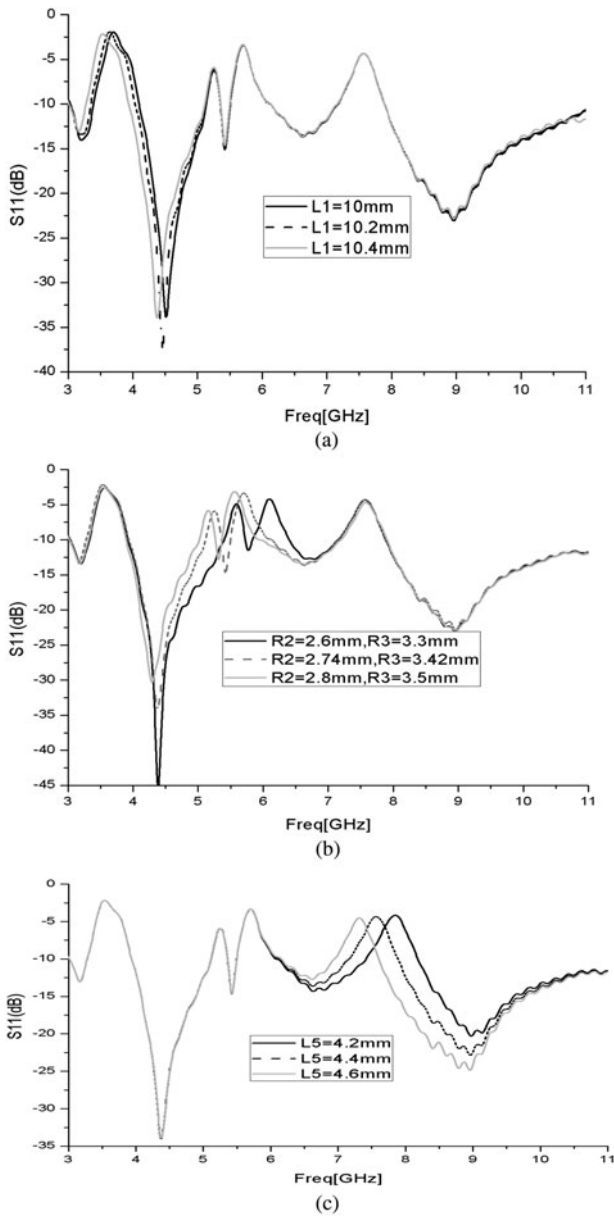 0
-5
-10
-15
-20
-25
-30
-35
-40
S11(dB)
L1=10mm
L1=10.2mm
L1=10.4mm
3 4 5 6 7 8 9 10 11
Freq[GHz]
(a)
0
-5
-10
-15
-20
-25
-30
-35
-40
-45
S11(dB)
R2=2.6mm,R3=3.3mm
R2=2.74mm,R3=3.42mm
R2=2.8mm,R3=3.5mm
3 4 5 6 7 8 9 10 11
Freq[GHz]
(b)
0
-5
-10
-15
-20
-25
-30
-35
S11(dB)
L5=4.2mm
L5=4.4mm
L5=4.6mm
3 4 5 6 7 8 9 10 11
Freq[GHz]
(c)